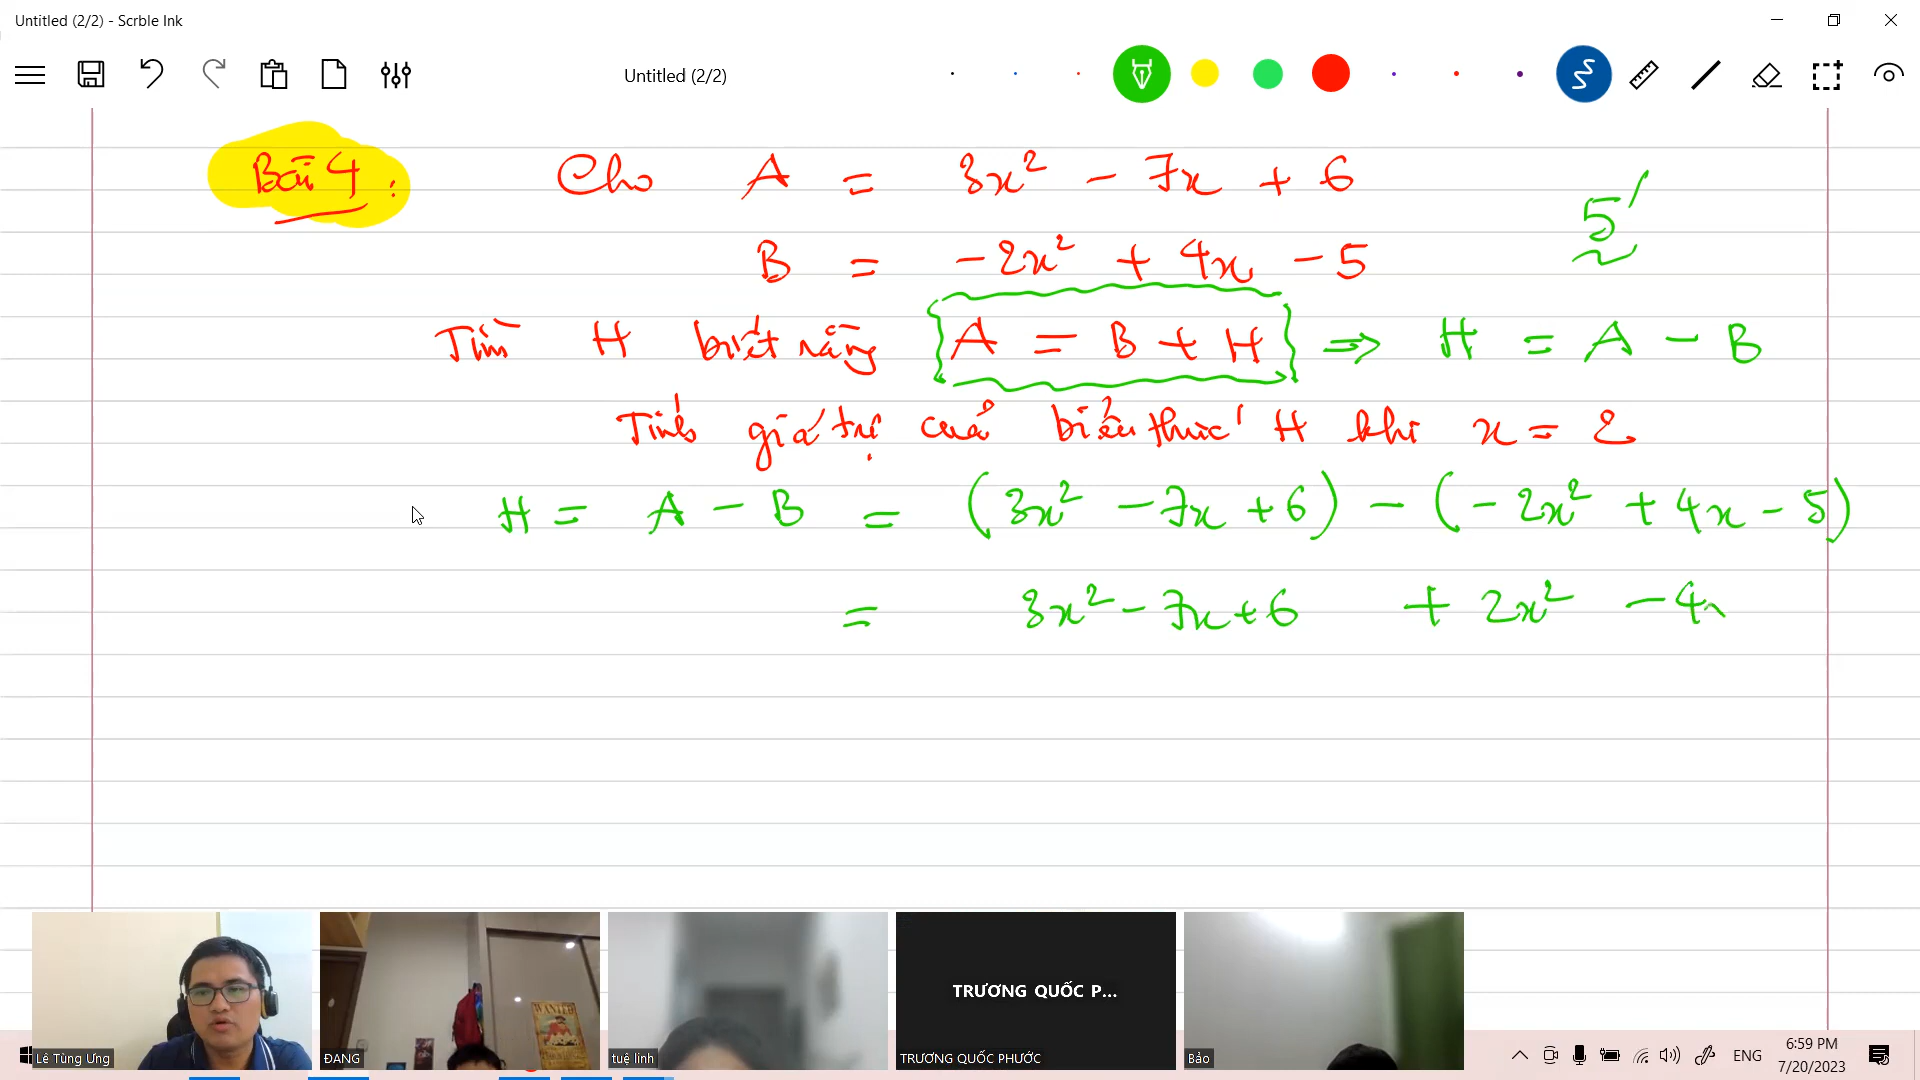 Untitled (2/2) - Scrble Ink
Untitled (2/2)
Bài 4 : Cho A = 3x² - 7x + 6
5'
B = -2x² + 4x - 5
Tìm H biết rằng {A = B + H} => H = A - B
Tính giá trị của biểu thức H khi x = 2
H = A - B = (3x² - 7x + 6) - (-2x² + 4x - 5)
= 3x² - 7x + 6 + 2x² - 4x
WANTED
TRƯƠNG QUỐC P...
Lê Tùng Ưng
ĐANG
tuệ linh
TRƯƠNG QUỐC PHƯỚC
Bảo
ENG
6:59 PM
7/20/2023